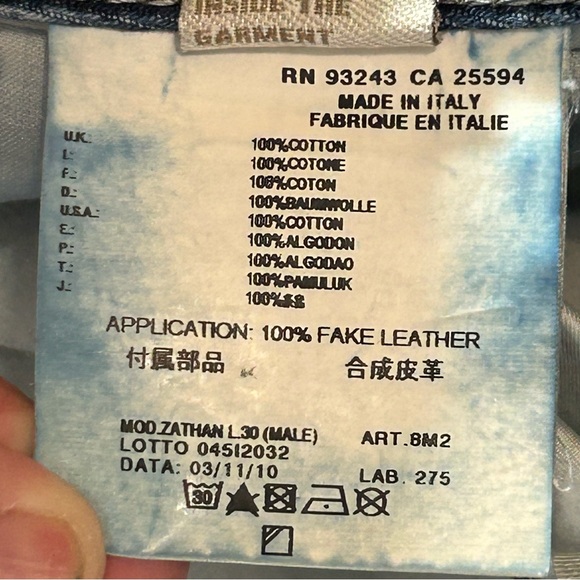 INSIDE THE
GARMENT
RN 93243 CA 25594
MADE IN ITALY
FABRIQUE EN ITALIE
U.K.: 100%COTTON
I.: 100%COTONE
F.: 100%COTON
D.: 100%BAUMWOLLE
U.S.A.: 100%COTTON
E.: 100%ALGODON
P.: 100%ALGODAO
T.: 100%PAMULUK
J.: 100%
APPLICATION: 100% FAKE LEATHER
付属部品 合成皮革
MOD.ZATHAN L.30 (MALE) ART.8M2
LOTTO 04512032
DATA: 03/11/10 LAB. 275
30